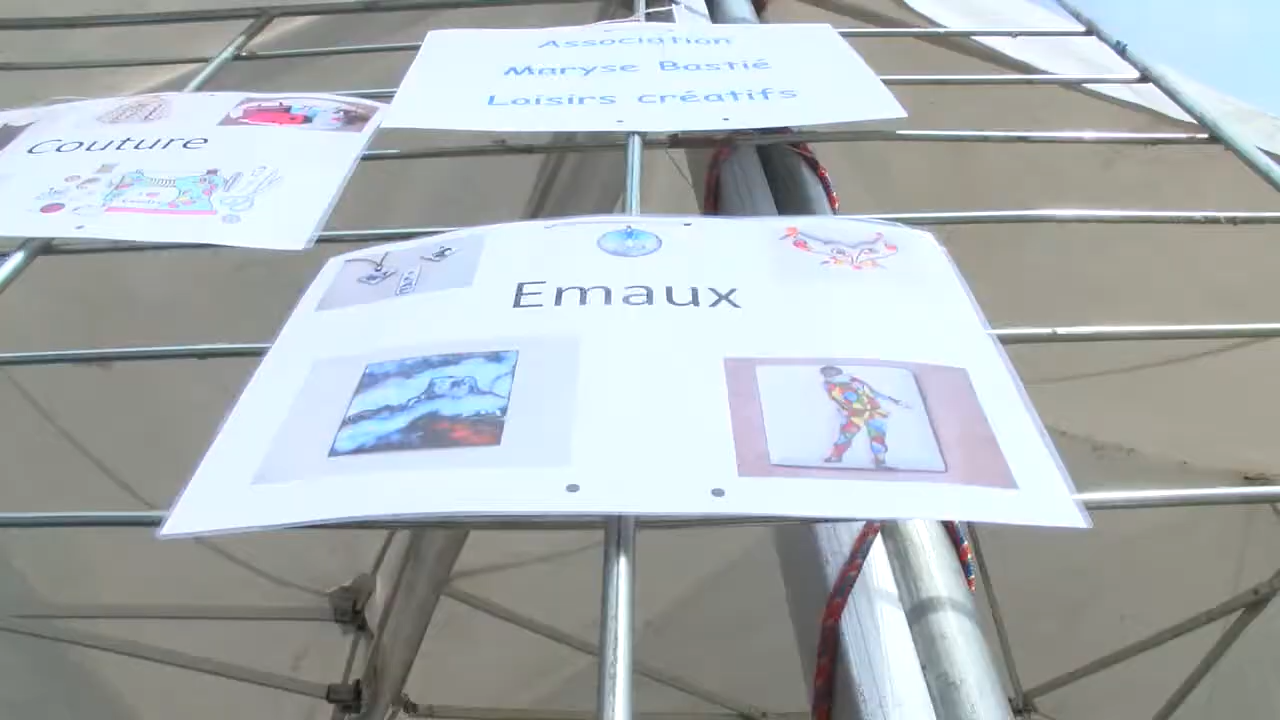 Association
Maryse Bastié
Loisirs créatifs
Couture
Emaux